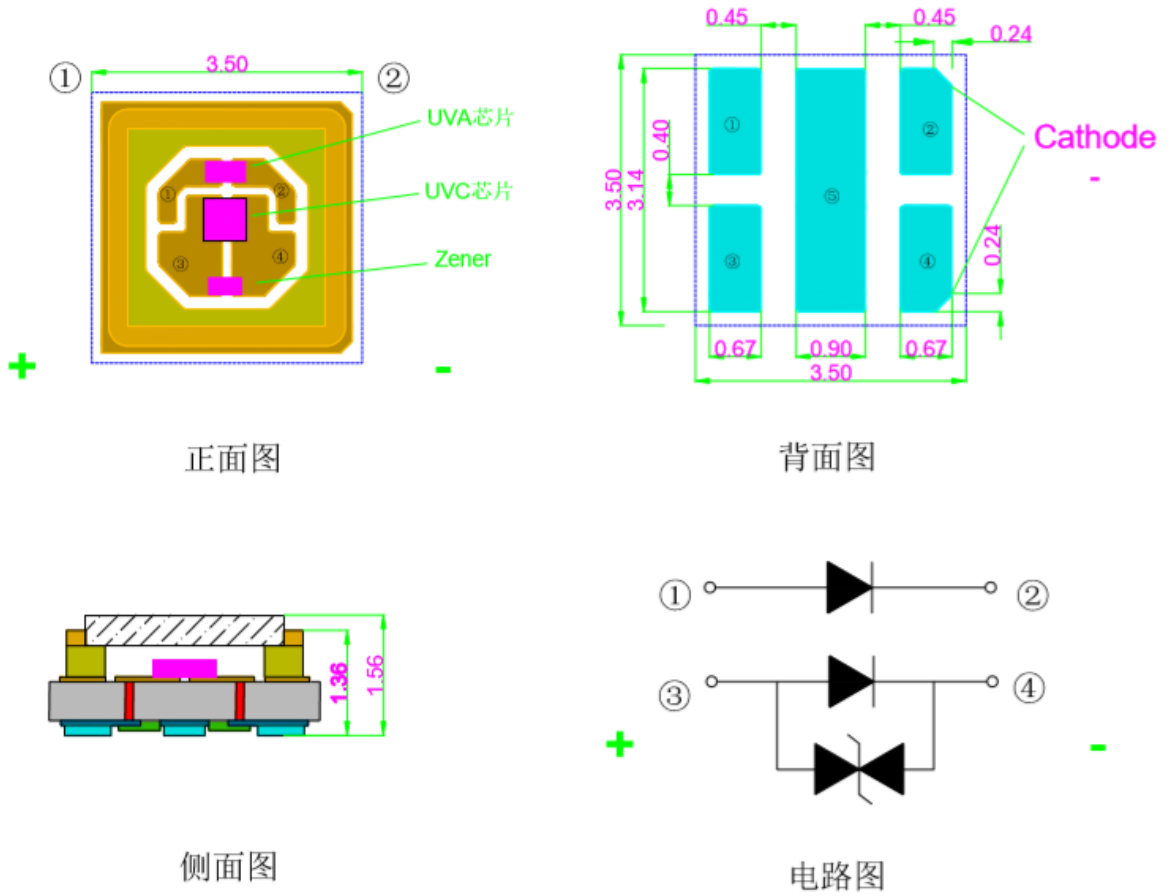 ① 3.50 ②
UVA芯片
UVC芯片
Zener
①
②
③
④
+ -
正面图
0.45 0.45
0.24
①
②
Cathode
-
0.40
3.50
3.14
⑤
③
④
0.24
0.67 0.90 0.67
3.50
背面图
1.36
1.56
侧面图
① ②
③ ④
+ -
电路图